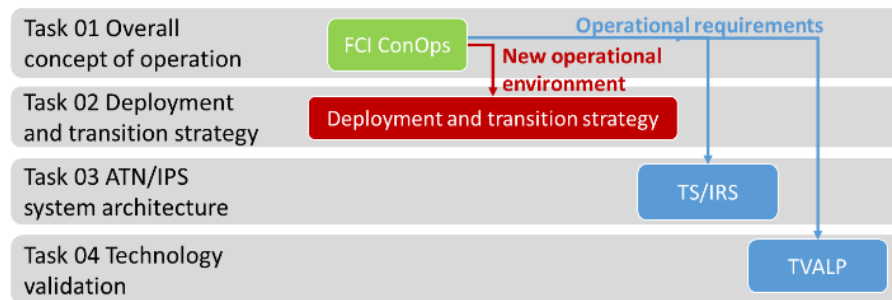 Task 01 Overall
concept of operation
FCI ConOps
Operational requirements
New operational
environment
Task 02 Deployment
and transition strategy
Deployment and transition strategy
Task 03 ATN/IPS
system architecture
TS/IRS
Task 04 Technology
validation
TVALP